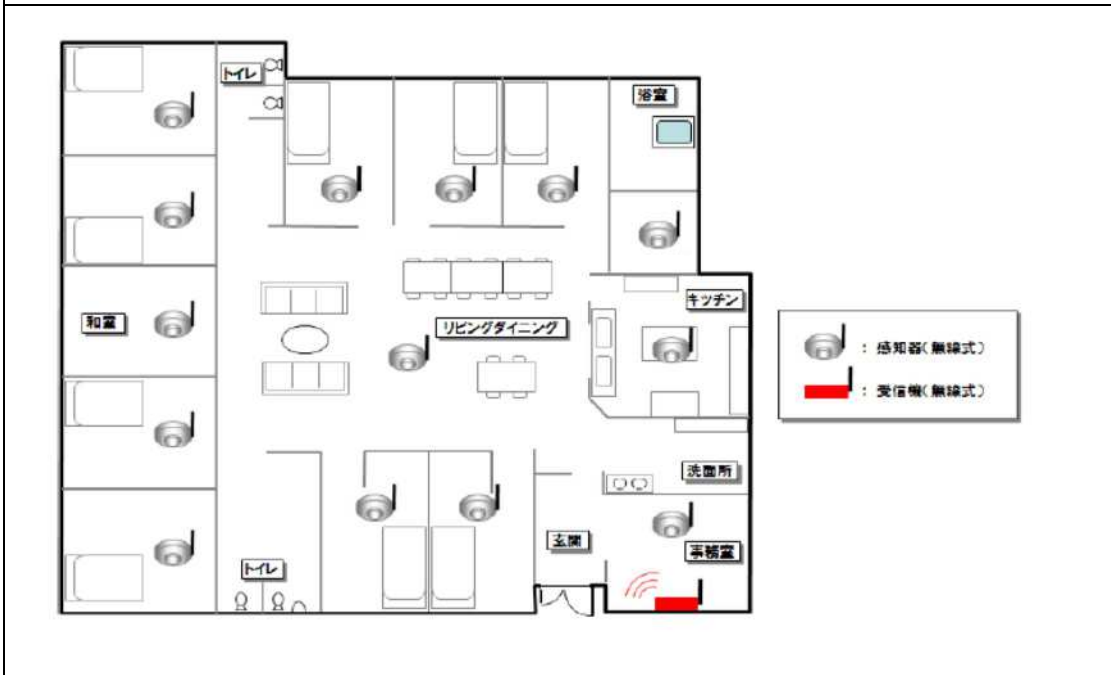 トイレ
浴室
キッチン
和室
リビングダイニング
：感知器（無線式）
：受信機（無線式）
洗面所
玄関
事務室
トイレ